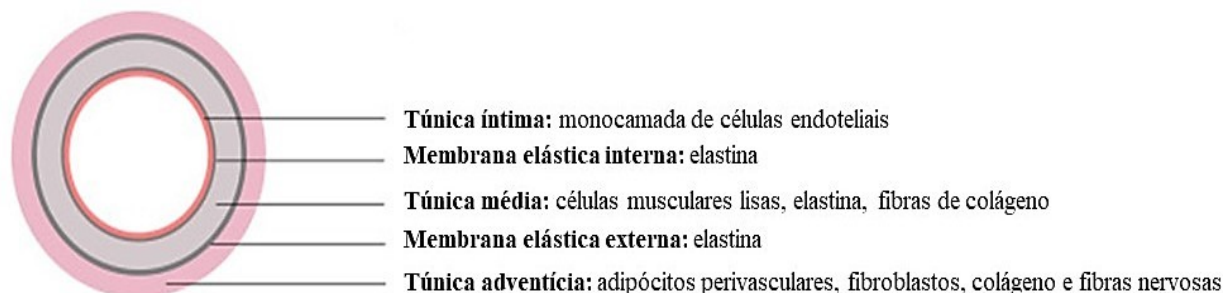 Túnica íntima: monocamada de células endoteliais
Membrana elástica interna: elastina
Túnica média: células musculares lisas, elastina, fibras de colágeno
Membrana elástica externa: elastina
Túnica adventícia: adipócitos perivasculares, fibroblastos, colágeno e fibras nervosas